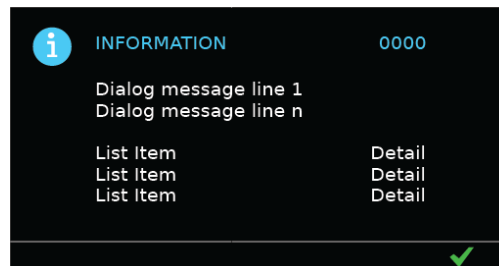 INFORMATION 0000
Dialog message line 1
Dialog message line n
List Item Detail
List Item Detail
List Item Detail